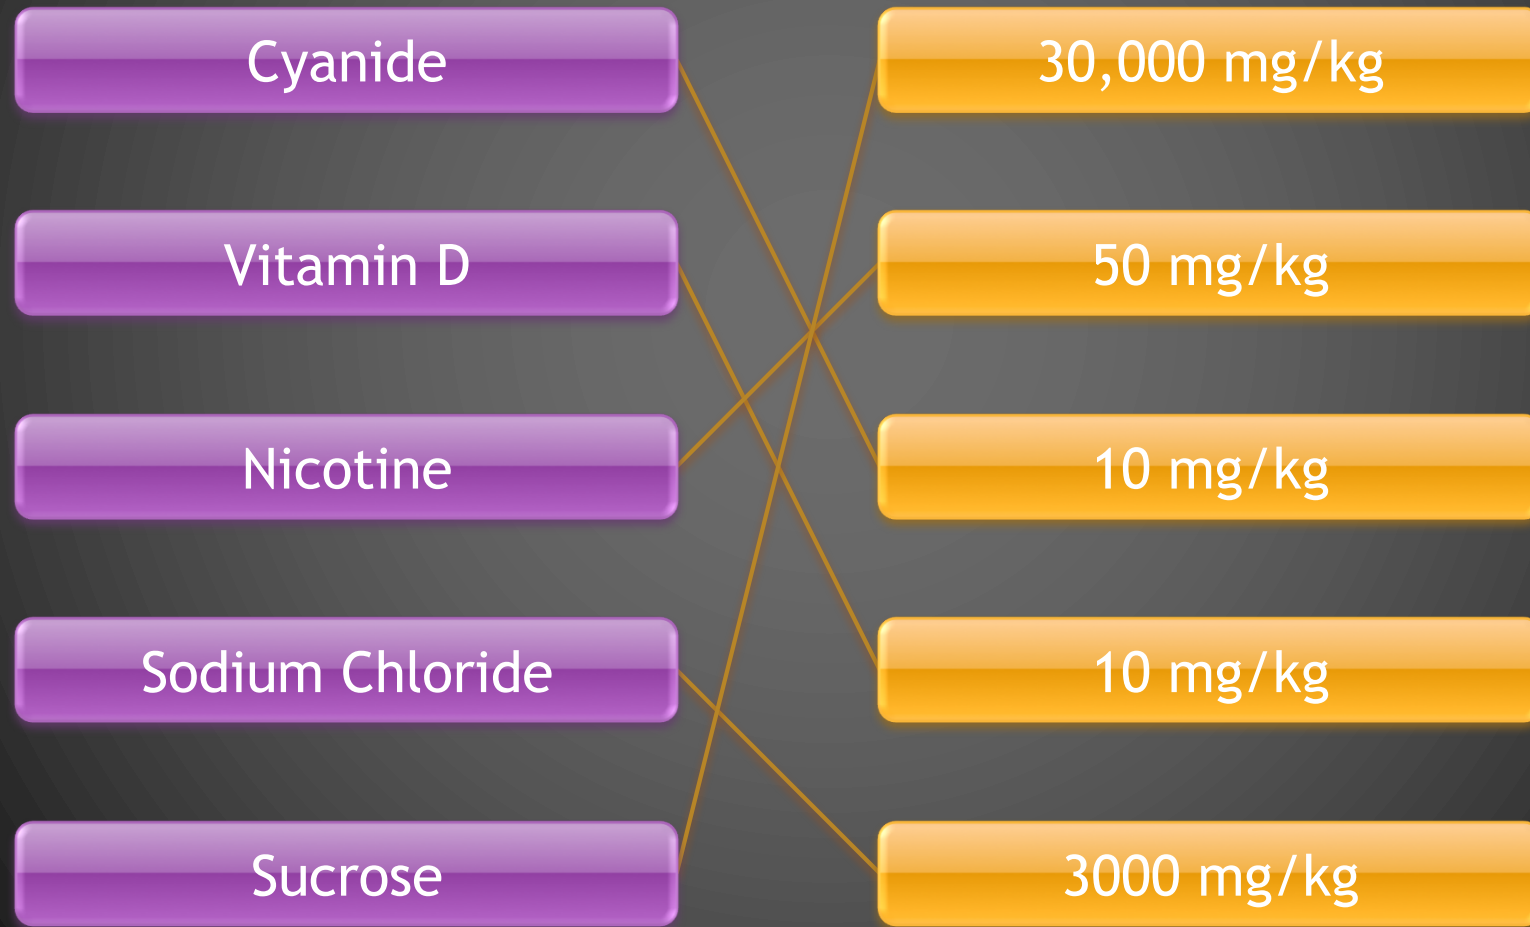 Cyanide
30,000 mg/kg
Vitamin D
50 mg/kg
Nicotine
10 mg/kg
Sodium Chloride
10 mg/kg
Sucrose
3000 mg/kg